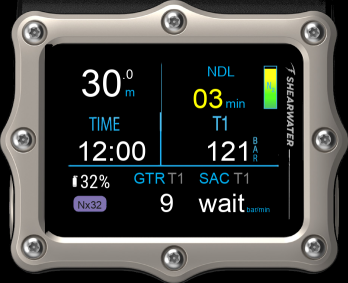 30.0 m
NDL
03 min
N₂
SHEARWATER
TIME
T1
12:00
121 BAR
32%
GTR T1
SAC T1
Nx32
9
wait bar/min